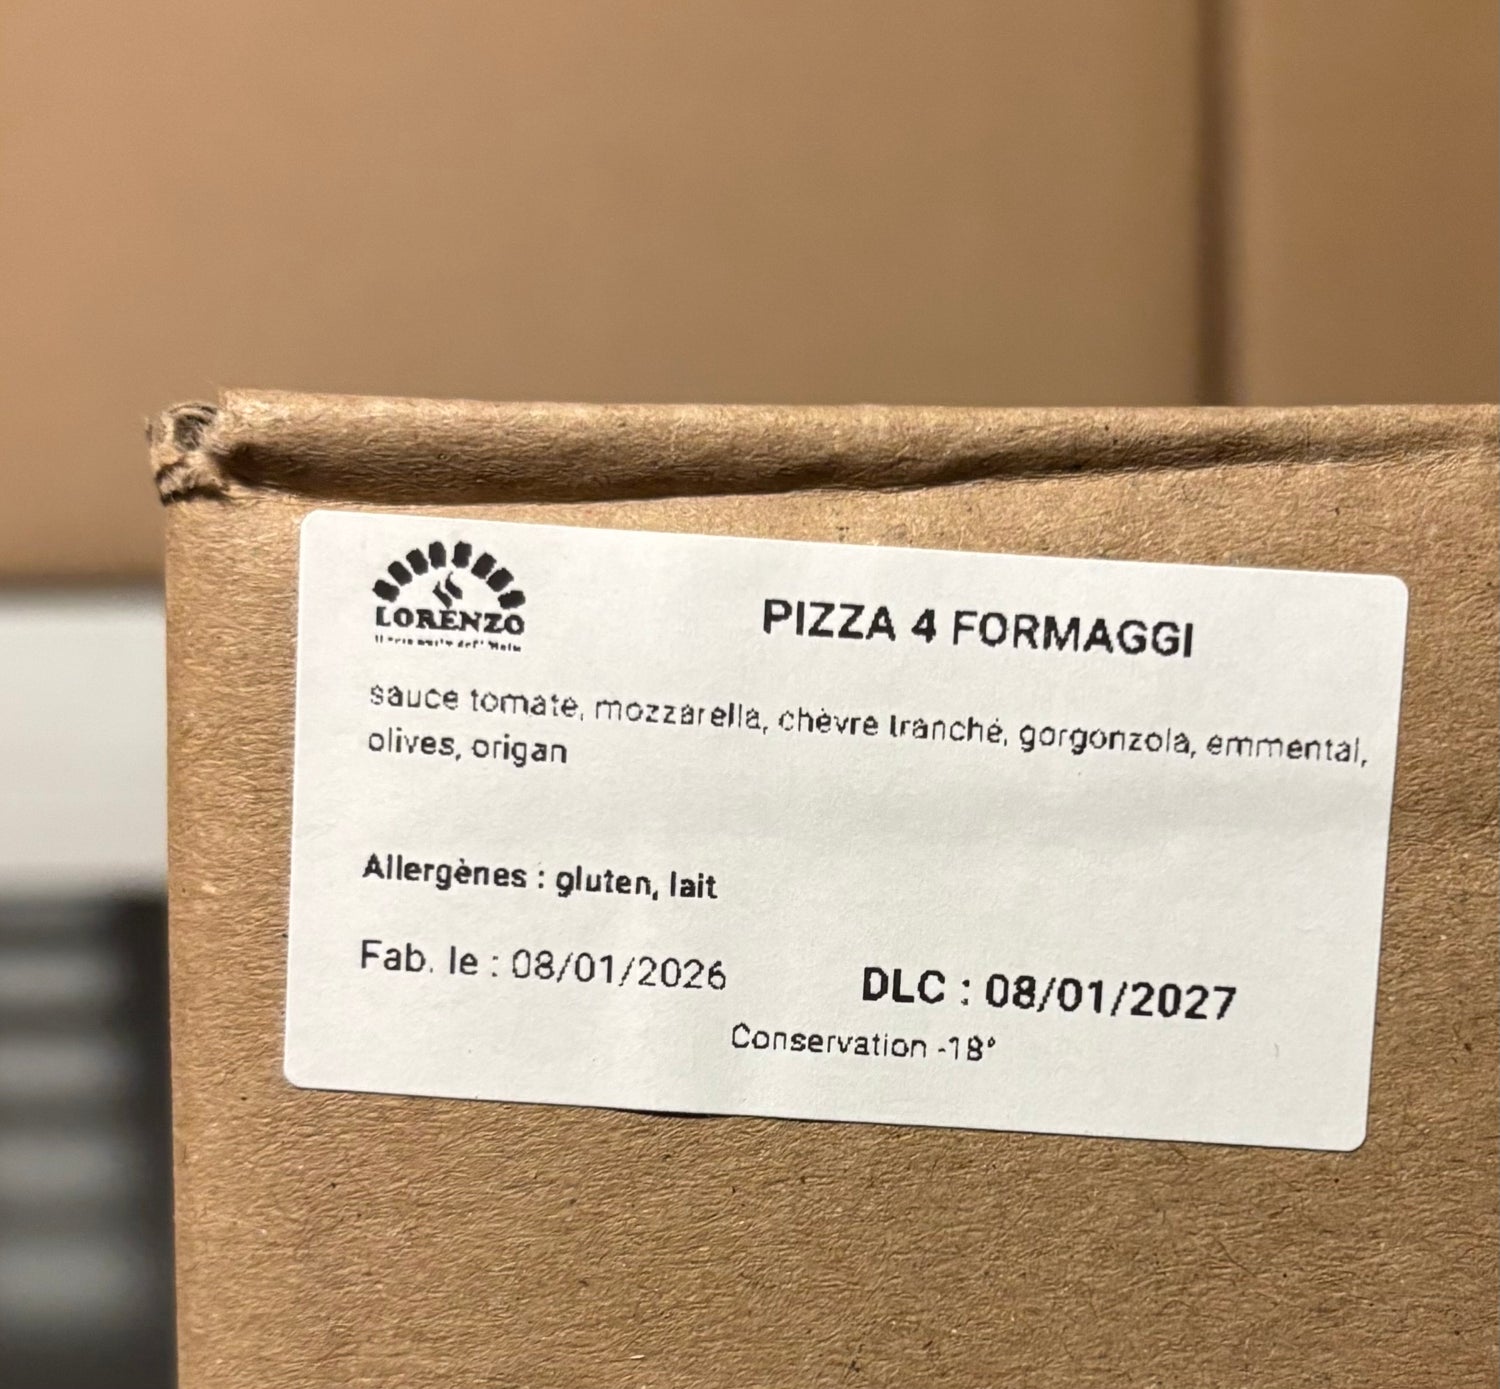 LORENZO
PIZZA 4 FORMAGGI
sauce tomate, mozzarella, chèvre tranché, gorgonzola, emmental,
olives, origan
Allergènes : gluten, lait
Fab. le : 08/01/2026
DLC : 08/01/2027
Conservation -18°